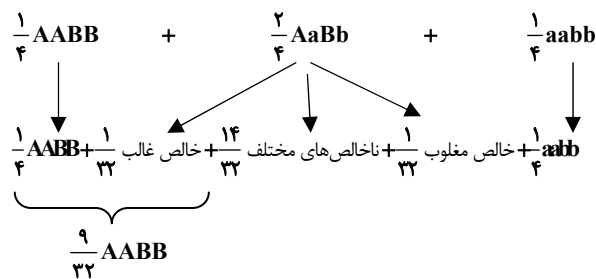 ۱/۴ AABB + ۲/۴ AaBb + ۱/۴ aabb
۱/۴ AABB + ۱/۳۲ خالص غالب + ۱۴/۳۲ ناخالص‌های مختلف + ۱/۳۲ خالص مغلوب + ۱/۴ aabb
۹/۳۲ AABB